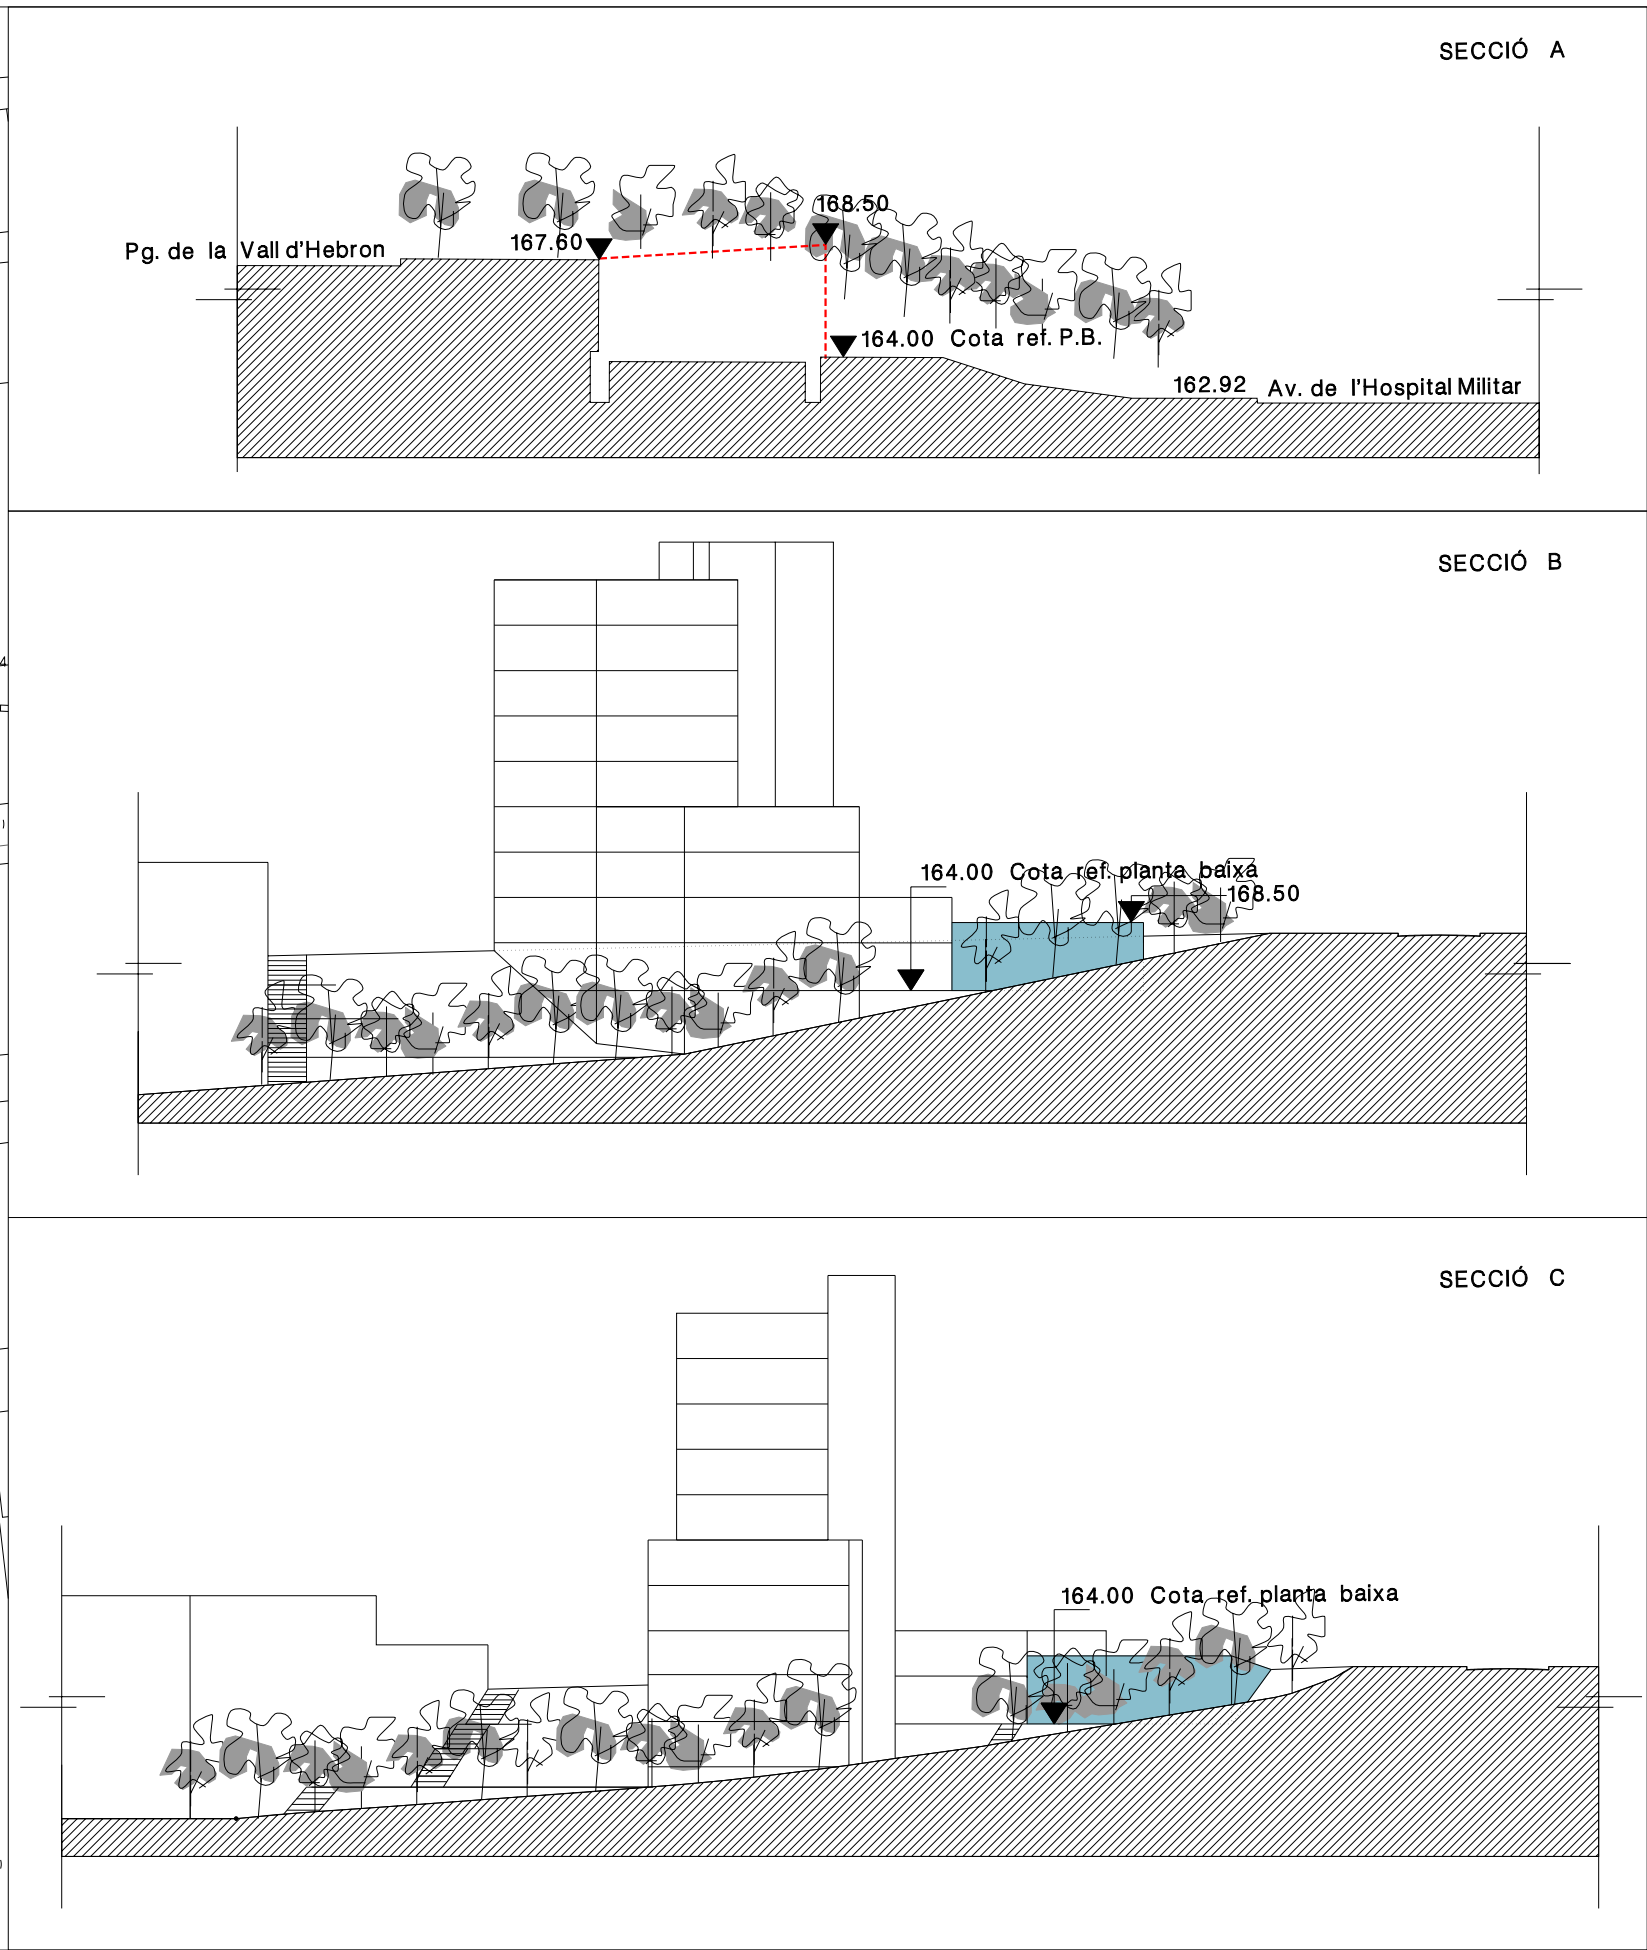 SECCIÓ A
168.50
167.60
Pg. de la Vall d'Hebron
164.00 Cota ref. P.B.
162.92 Av. de l'Hospital Militar
SECCIÓ B
164.00 Cota ref. planta baixa
168.50
SECCIÓ C
164.00 Cota ref. planta baixa
4